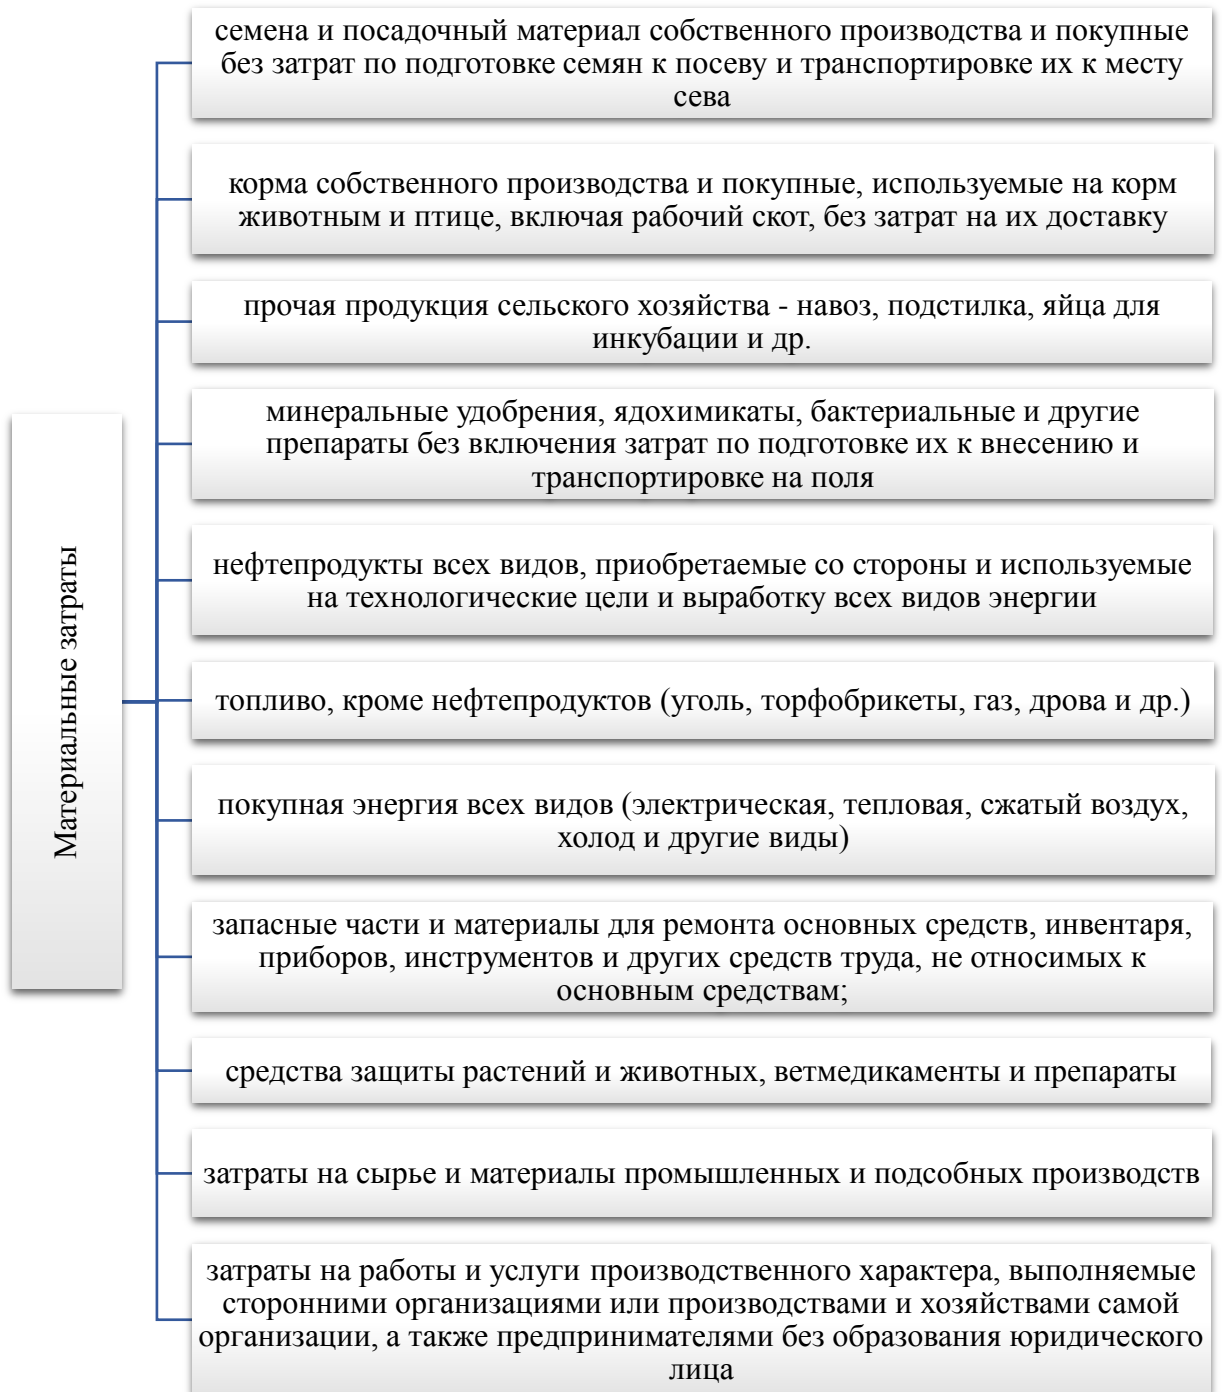 Материальные затраты
семена и посадочный материал собственного производства и покупные
без затрат по подготовке семян к посеву и транспортировке их к месту
сева
корма собственного производства и покупные, используемые на корм
животным и птице, включая рабочий скот, без затрат на их доставку
прочая продукция сельского хозяйства - навоз, подстилка, яйца для
инкубации и др.
минеральные удобрения, ядохимикаты, бактериальные и другие
препараты без включения затрат по подготовке их к внесению и
транспортировке на поля
нефтепродукты всех видов, приобретаемые со стороны и используемые
на технологические цели и выработку всех видов энергии
топливо, кроме нефтепродуктов (уголь, торфобрикеты, газ, дрова и др.)
покупная энергия всех видов (электрическая, тепловая, сжатый воздух,
холод и другие виды)
запасные части и материалы для ремонта основных средств, инвентаря,
приборов, инструментов и других средств труда, не относимых к
основным средствам;
средства защиты растений и животных, ветмедикаменты и препараты
затраты на сырье и материалы промышленных и подсобных производств
затраты на работы и услуги производственного характера, выполняемые
сторонними организациями или производствами и хозяйствами самой
организации, а также предпринимателями без образования юридического
лица